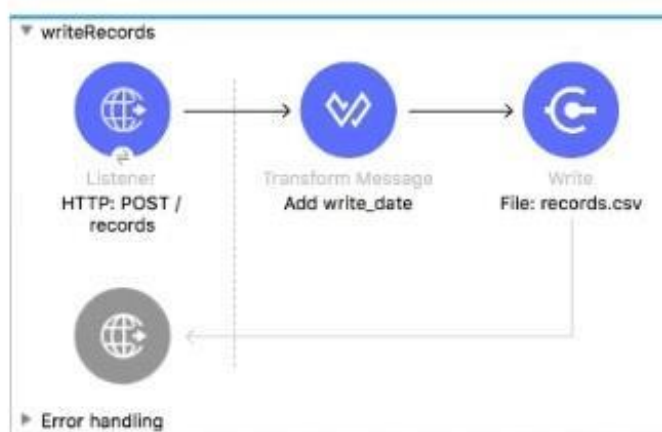 writeRecords
Listener
HTTP: POST /
records
Transform Message
Add write_date
Write
File: records.csv
Error handling